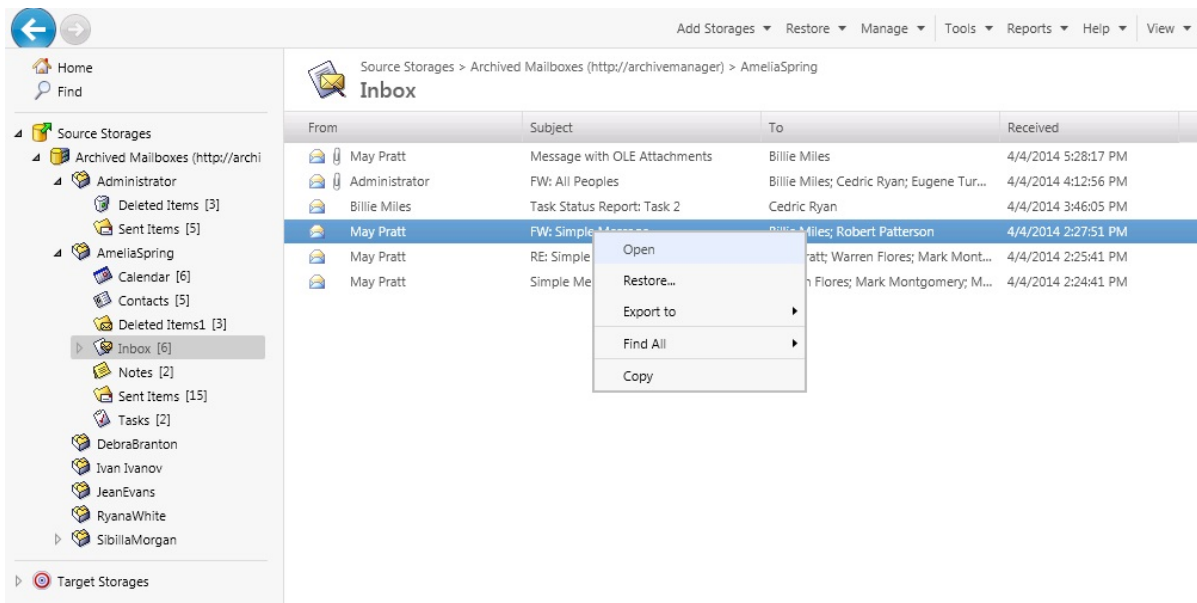 Add Storages Restore Manage Tools Reports Help View
Home
Find
Source Storages
Archived Mailboxes (http://archi
Administrator
Deleted Items [3]
Sent Items [5]
AmeliaSpring
Calendar [6]
Contacts [5]
Deleted Items1 [3]
Inbox [6]
Notes [2]
Sent Items [15]
Tasks [2]
DebraBranton
Ivan Ivanov
JeanEvans
RyanaWhite
SibillaMorgan
Target Storages
Source Storages > Archived Mailboxes (http://archivemanager) > AmeliaSpring
Inbox
From Subject To Received
May Pratt Message with OLE Attachments Billie Miles 4/4/2014 5:28:17 PM
Administrator FW: All Peoples Billie Miles; Cedric Ryan; Eugene Tur... 4/4/2014 4:12:56 PM
Billie Miles Task Status Report: Task 2 Cedric Ryan 4/4/2014 3:46:05 PM
May Pratt FW: Simple Message Billie Miles; Robert Patterson 4/4/2014 2:27:51 PM
May Pratt RE: Simple ratt; Warren Flores; Mark Mont... 4/4/2014 2:25:41 PM
May Pratt Simple Me n Flores; Mark Montgomery; M... 4/4/2014 2:24:41 PM
Open
Restore...
Export to
Find All
Copy